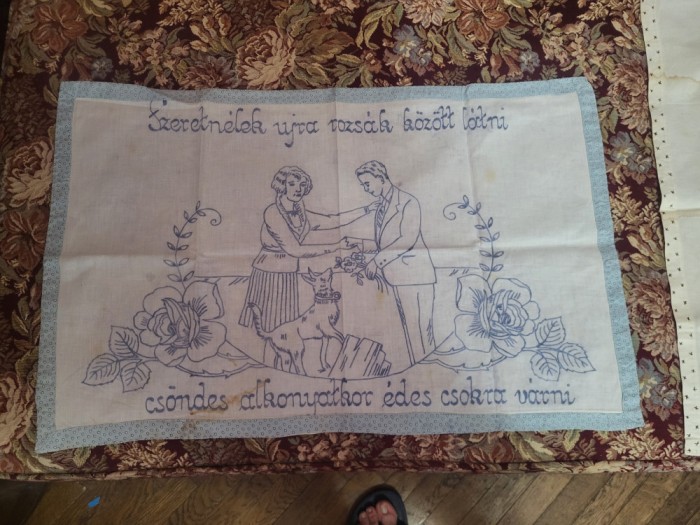 Szeretnélek ujra rozsák között látni
csöndes alkonyatkor édes csokra várni